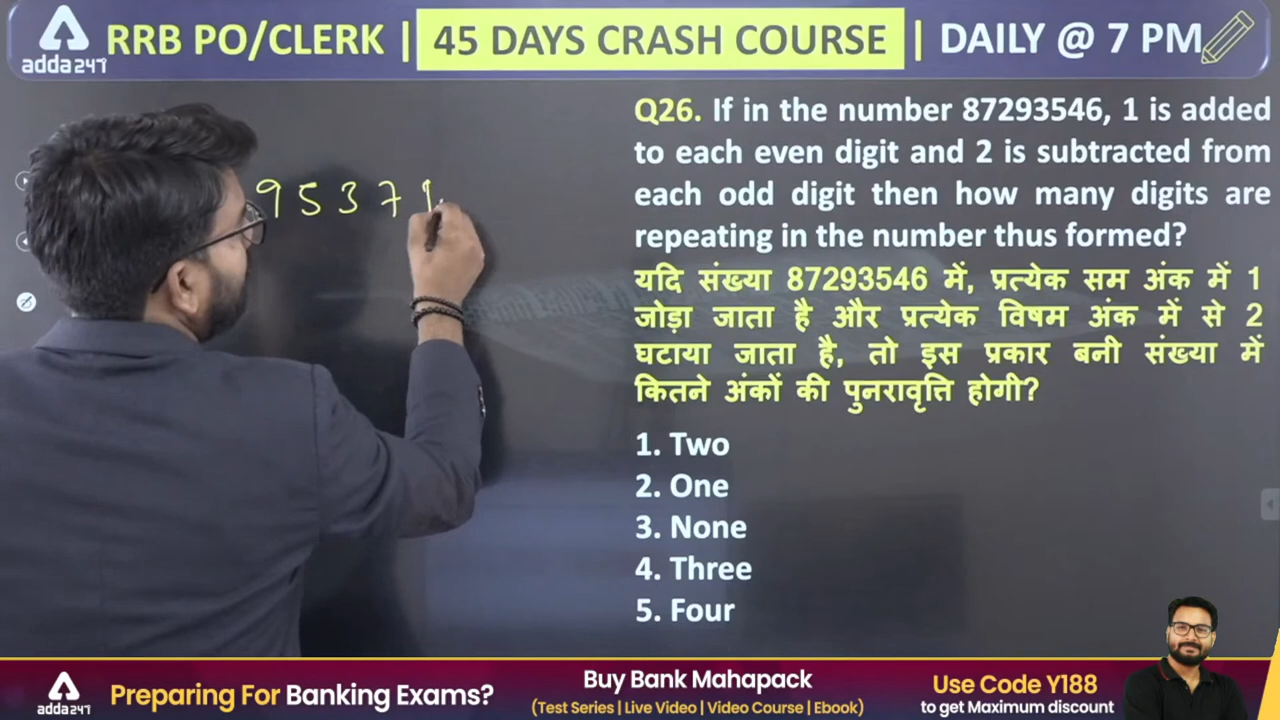 adda247
RRB PO/CLERK | 45 DAYS CRASH COURSE | DAILY @ 7 PM
9 5 3 7 1
Q26. If in the number 87293546, 1 is added
to each even digit and 2 is subtracted from
each odd digit then how many digits are
repeating in the number thus formed?
यदि संख्या 87293546 में, प्रत्येक सम अंक में 1
जोड़ा जाता है और प्रत्येक विषम अंक में से 2
घटाया जाता है, तो इस प्रकार बनी संख्या में
कितने अंकों की पुनरावृत्ति होगी?
1. Two
2. One
3. None
4. Three
5. Four
adda247
Preparing For Banking Exams?
Buy Bank Mahapack
(Test Series | Live Video | Video Course | Ebook)
Use Code Y188
to get Maximum discount